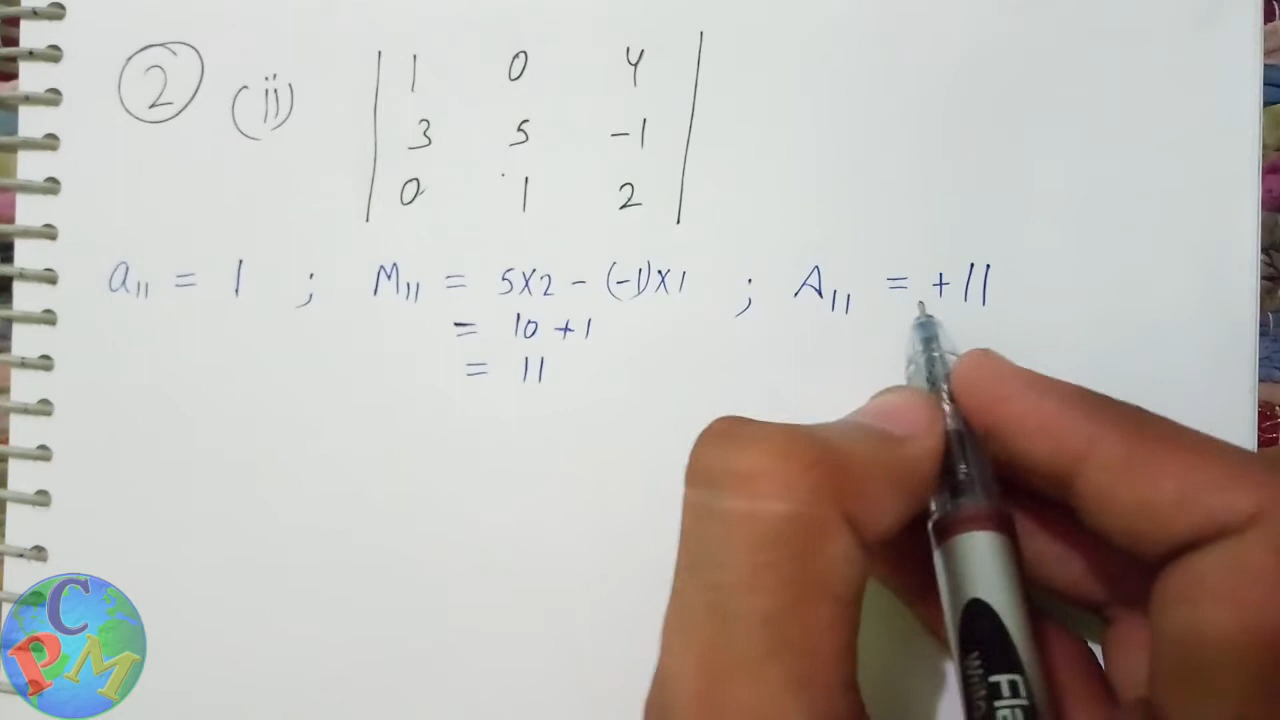 2 (ii) | 1 0 4 |
| 3 5 -1 |
| 0 1 2 |
a₁₁ = 1 ; M₁₁ = 5×2 - (-1)×1 ; A₁₁ = +11
= 10 + 1
= 11
CPM